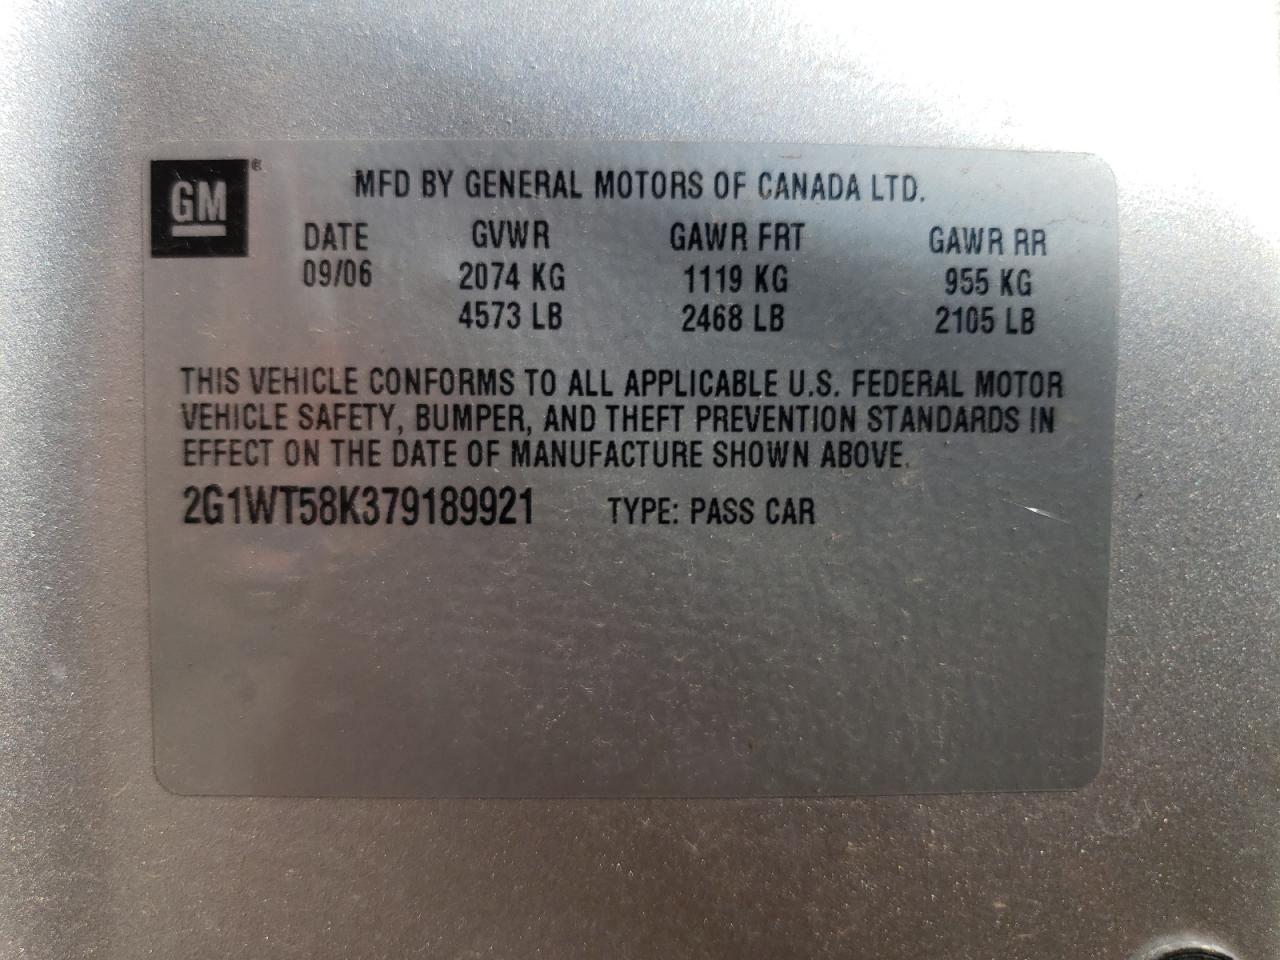 GM ®
MFD BY GENERAL MOTORS OF CANADA LTD.
DATE GVWR GAWR FRT GAWR RR
09/06 2074 KG 1119 KG 955 KG
4573 LB 2468 LB 2105 LB
THIS VEHICLE CONFORMS TO ALL APPLICABLE U.S. FEDERAL MOTOR
VEHICLE SAFETY, BUMPER, AND THEFT PREVENTION STANDARDS IN
EFFECT ON THE DATE OF MANUFACTURE SHOWN ABOVE.
2G1WT58K379189921 TYPE: PASS CAR